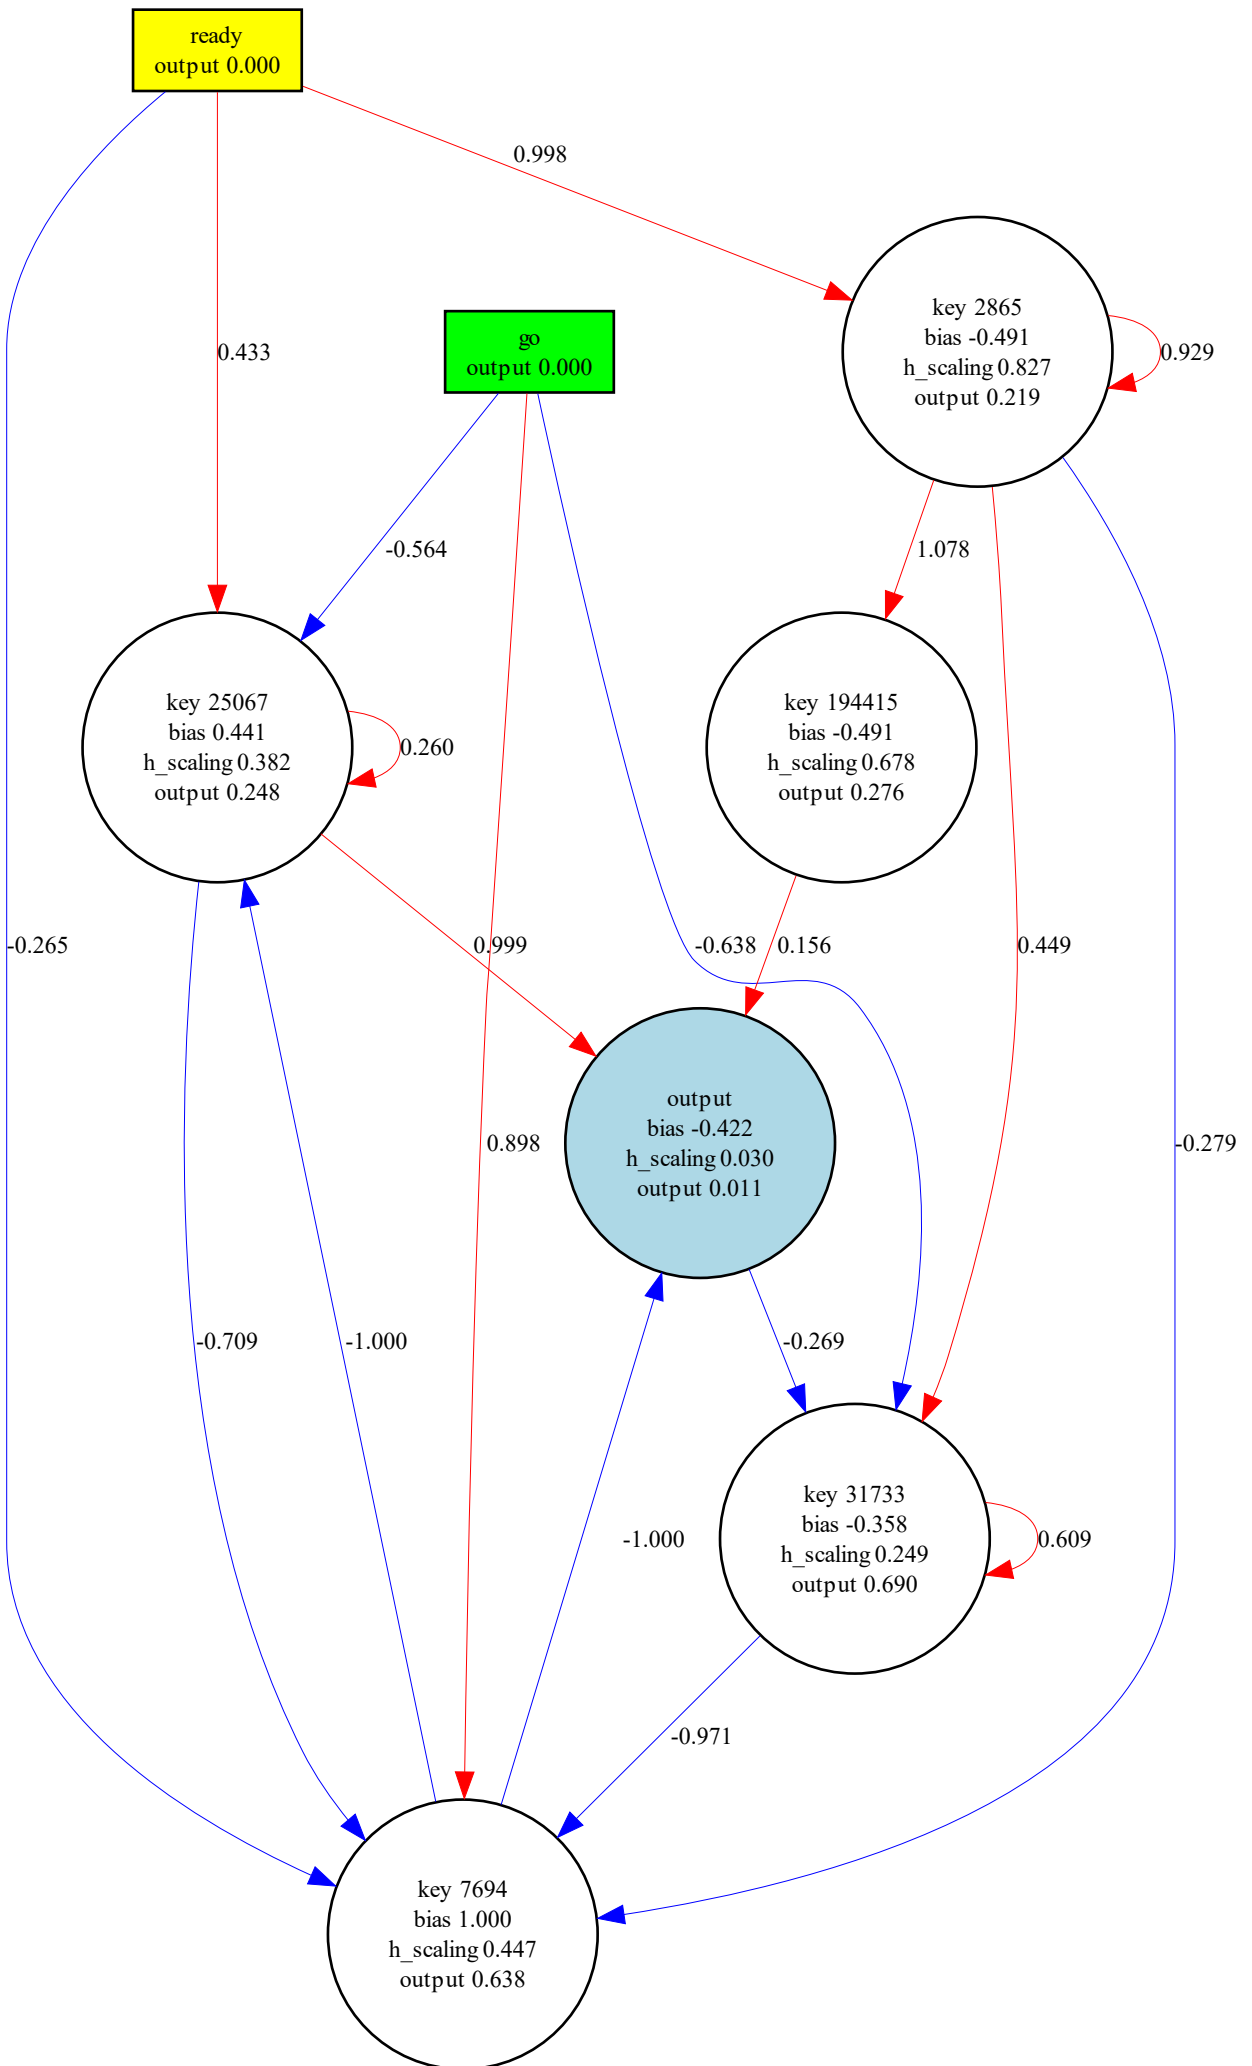 ready
output 0.000
0.998
key 2865
bias -0.491
h_scaling 0.827
output 0.219
0.929
go
output 0.000
0.433
-0.564
1.078
key 25067
bias 0.441
h_scaling 0.382
output 0.248
0.260
key 194415
bias -0.491
h_scaling 0.678
output 0.276
-0.265
0.999
-0.638
0.156
0.449
output
bias -0.422
h_scaling 0.030
output 0.011
0.898
-0.279
-0.709
-1.000
-0.269
key 31733
bias -0.358
h_scaling 0.249
output 0.690
0.609
-1.000
-0.971
key 7694
bias 1.000
h_scaling 0.447
output 0.638